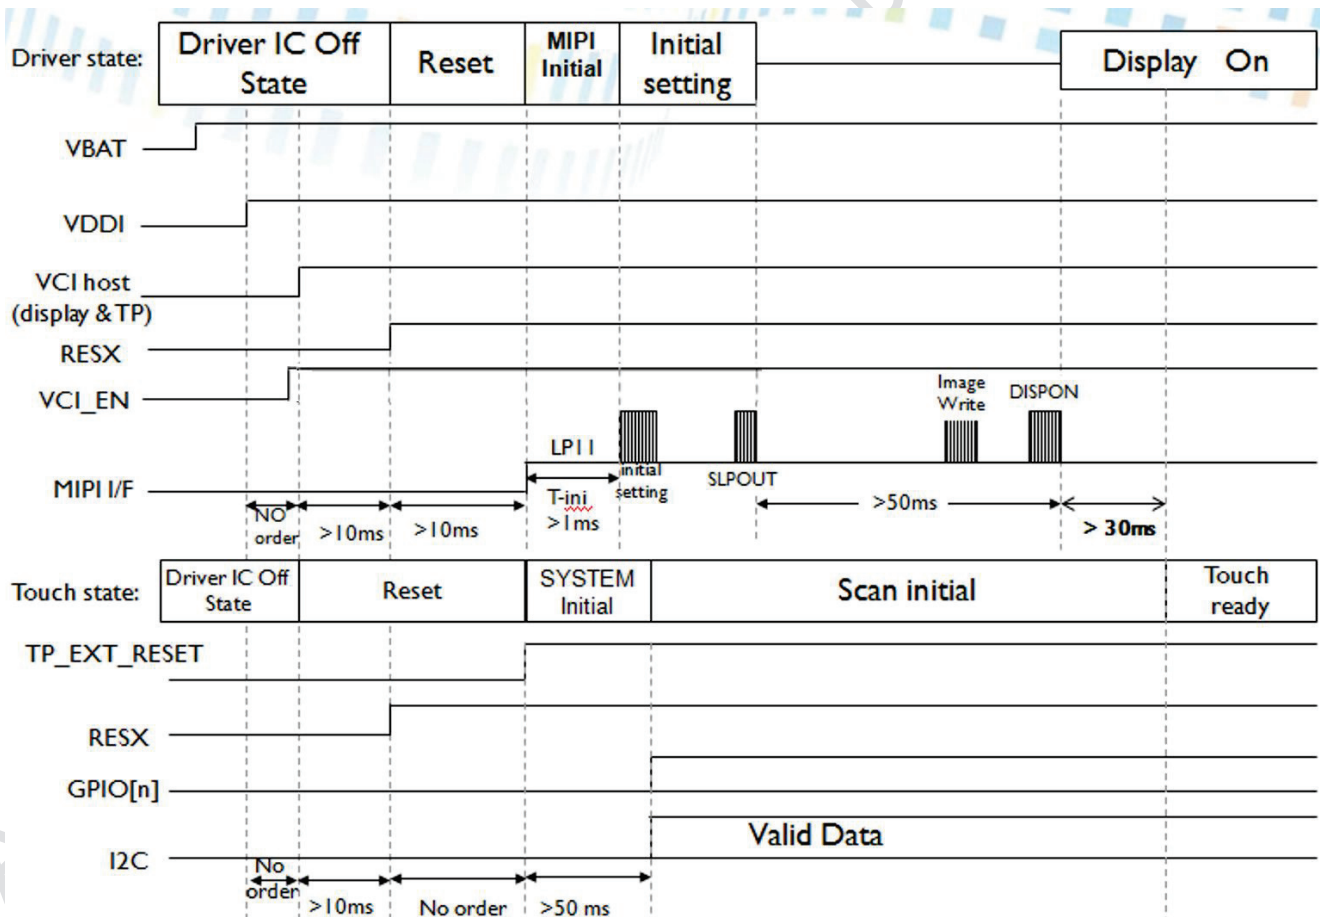 Driver state:
Driver IC Off
State
Reset
MIPI
Initial
Initial
setting
Display On
VBAT
VDDI
VCI host
(display & TP)
RESX
VCI_EN
Image
Write
DISPON
LP11
initial
setting
SLPOUT
MIPI I/F
NO
order
>10ms
>10ms
T-ini
>1ms
>50ms
> 30ms
Touch state:
Driver IC Off
State
Reset
SYSTEM
Initial
Scan initial
Touch
ready
TP_EXT_RESET
RESX
GPIO[n]
Valid Data
I2C
No
order
>10ms
No order
>50 ms